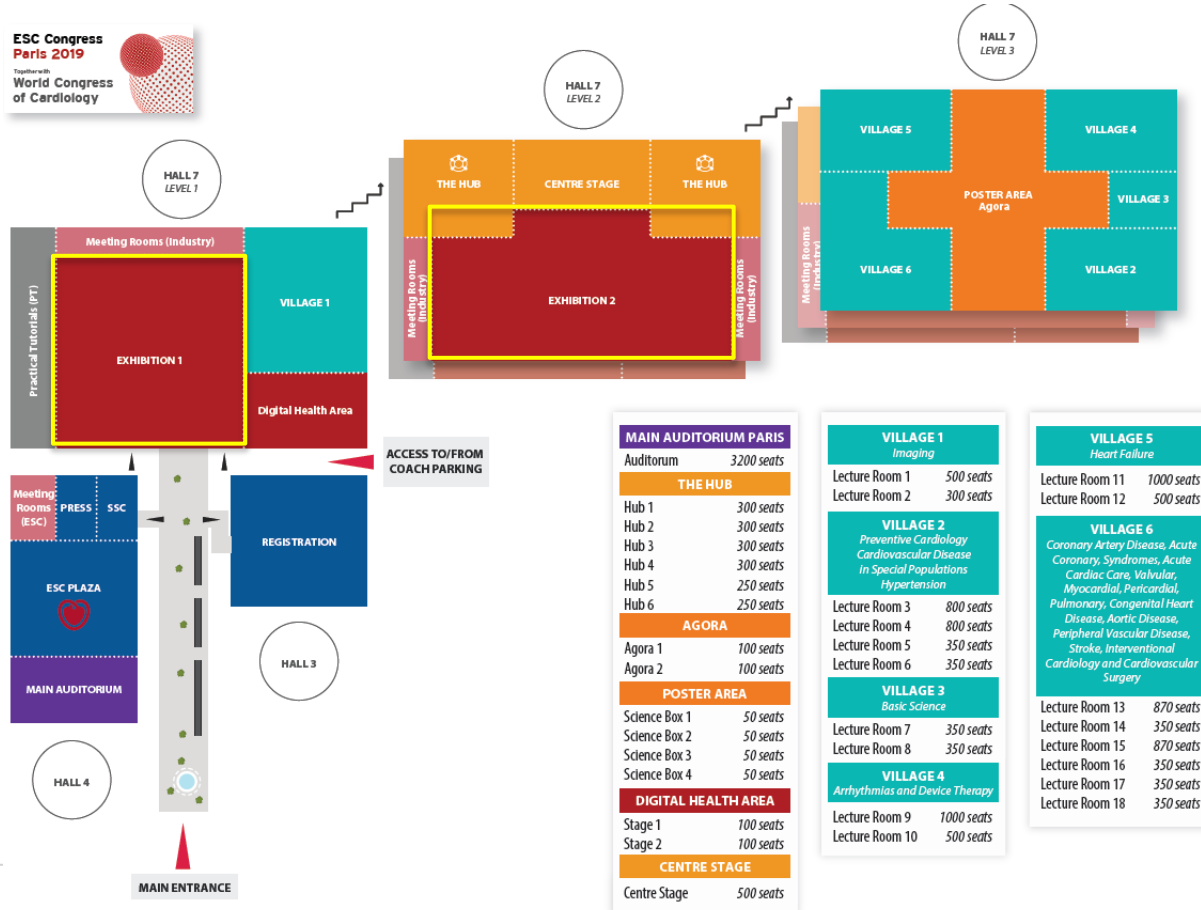 ESC Congress
Paris 2019
Together with
World Congress
of Cardiology
HALL 7
LEVEL 1
HALL 7
LEVEL 2
HALL 7
LEVEL 3
Meeting Rooms (Industry)
Practical Tutorials (PT)
EXHIBITION 1
VILLAGE 1
Digital Health Area
THE HUB
CENTRE STAGE
THE HUB
Meeting Rooms
(Industry)
EXHIBITION 2
Meeting Rooms
(Industry)
VILLAGE 5
VILLAGE 4
POSTER AREA
Agora
VILLAGE 3
VILLAGE 6
VILLAGE 2
Meeting Rooms
(Industry)
ACCESS TO/FROM
COACH PARKING
Meeting
Rooms
(ESC)
PRESS
SSC
REGISTRATION
ESC PLAZA
MAIN AUDITORIUM
HALL 3
HALL 4
MAIN ENTRANCE
MAIN AUDITORIUM PARIS
Auditorum 3200 seats
THE HUB
Hub 1 300 seats
Hub 2 300 seats
Hub 3 300 seats
Hub 4 300 seats
Hub 5 250 seats
Hub 6 250 seats
AGORA
Agora 1 100 seats
Agora 2 100 seats
POSTER AREA
Science Box 1 50 seats
Science Box 2 50 seats
Science Box 3 50 seats
Science Box 4 50 seats
DIGITAL HEALTH AREA
Stage 1 100 seats
Stage 2 100 seats
CENTRE STAGE
Centre Stage 500 seats
VILLAGE 1
Imaging
Lecture Room 1 500 seats
Lecture Room 2 300 seats
VILLAGE 2
Preventive Cardiology
Cardiovascular Disease
in Special Populations
Hypertension
Lecture Room 3 800 seats
Lecture Room 4 800 seats
Lecture Room 5 350 seats
Lecture Room 6 350 seats
VILLAGE 3
Basic Science
Lecture Room 7 350 seats
Lecture Room 8 350 seats
VILLAGE 4
Arrhythmias and Device Therapy
Lecture Room 9 1000 seats
Lecture Room 10 500 seats
VILLAGE 5
Heart Failure
Lecture Room 11 1000 seats
Lecture Room 12 500 seats
VILLAGE 6
Coronary Artery Disease, Acute
Coronary, Syndromes, Acute
Cardiac Care, Valvular,
Myocardial, Pericardial,
Pulmonary, Congenital Heart
Disease, Aortic Disease,
Peripheral Vascular Disease,
Stroke, Interventional
Cardiology and Cardiovascular
Surgery
Lecture Room 13 870 seats
Lecture Room 14 350 seats
Lecture Room 15 870 seats
Lecture Room 16 350 seats
Lecture Room 17 350 seats
Lecture Room 18 350 seats